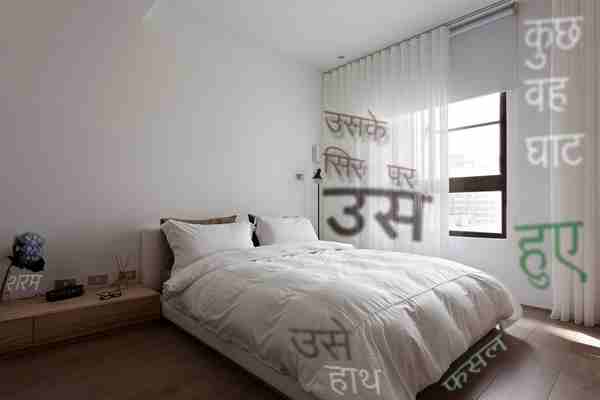 कुछ
वह
घाट
उसके
सिर पर
उस
हुए
शरम
उसे
हाथ
फसल